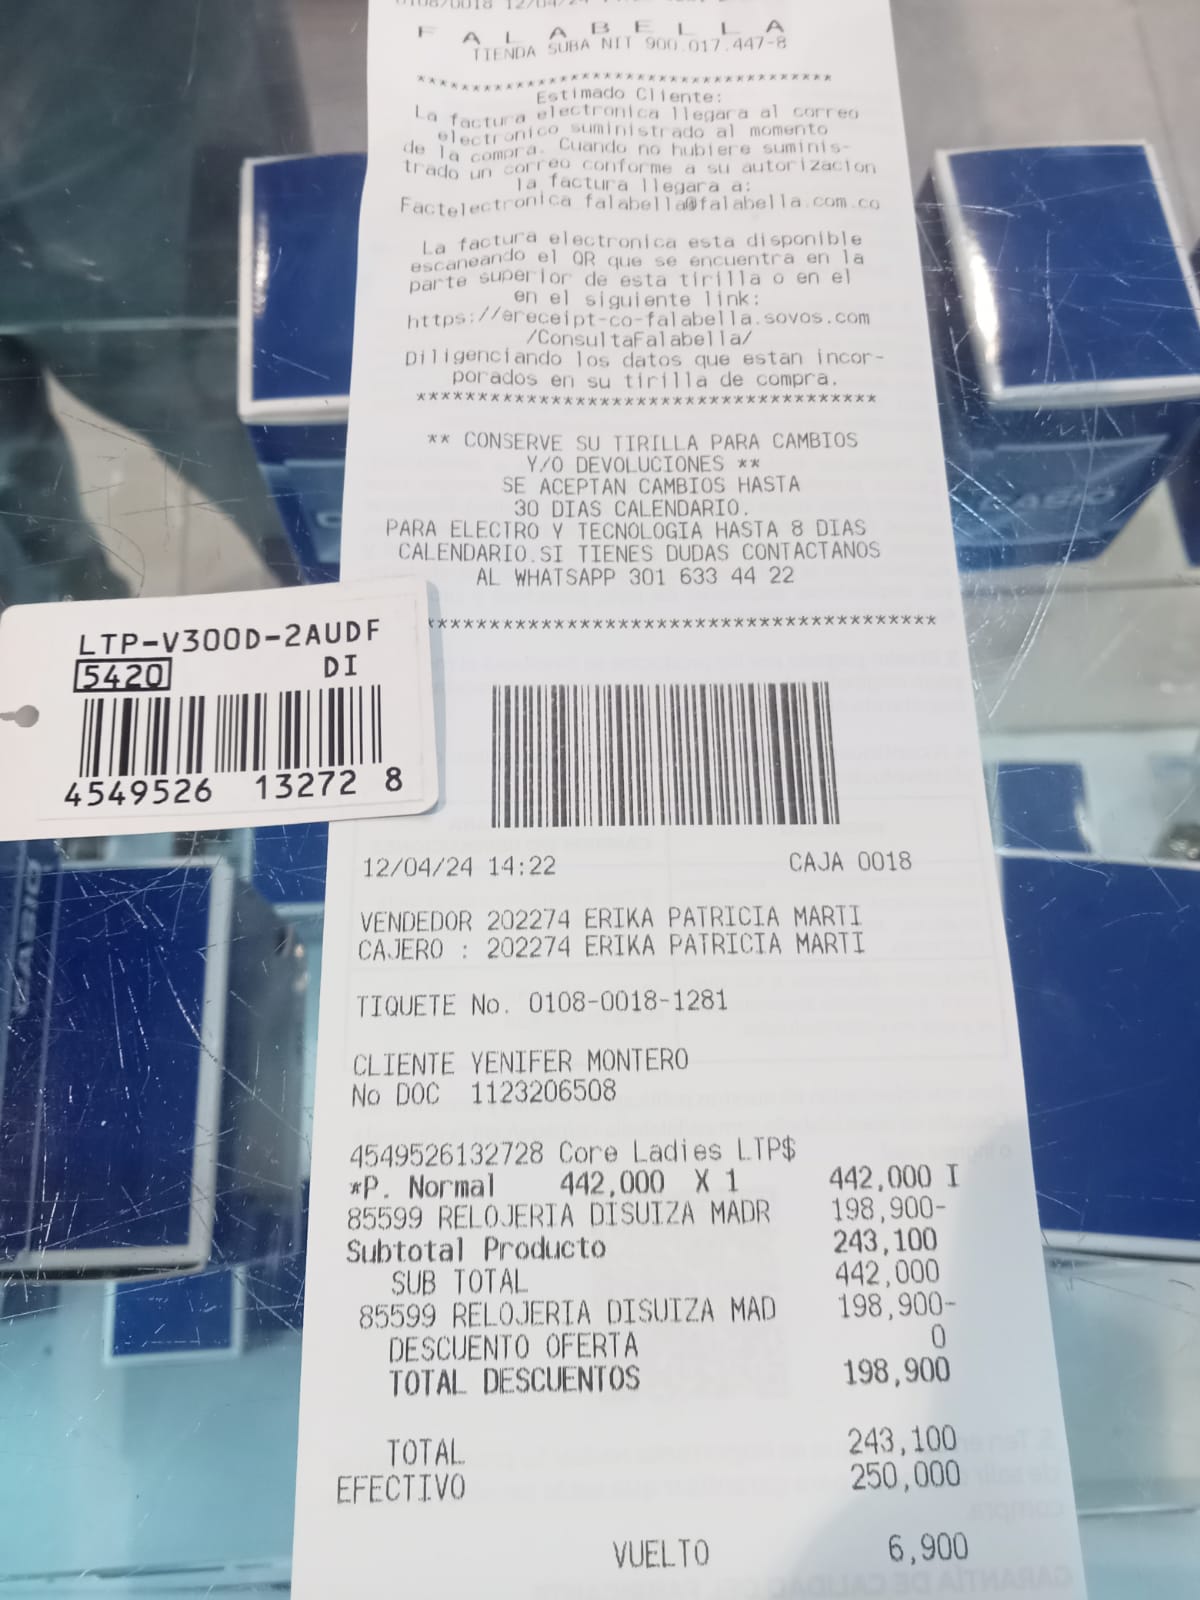 0108/0018 12/04/24
F A L A B E L L A
TIENDA SUBA NIT 900.017.447-8
*************************************
Estimado Cliente:
La factura electronica llegara al correo
electronico suministrado al momento
de la compra. Cuando no hubiere suminis-
trado un correo conforme a su autorizacion
la factura llegara a:
Factelectronica_falabella@falabella.com.co
La factura electronica esta disponible
escaneando el QR que se encuentra en la
parte superior de esta tirilla o en el
en el siguiente link:
https://ereceipt-co-falabella.sovos.com
/ConsultaFalabella/
Diligenciando los datos que estan incor-
porados en su tirilla de compra.
****************************************
** CONSERVE SU TIRILLA PARA CAMBIOS
Y/O DEVOLUCIONES **
SE ACEPTAN CAMBIOS HASTA
30 DIAS CALENDARIO.
PARA ELECTRO Y TECNOLOGIA HASTA 8 DIAS
CALENDARIO.SI TIENES DUDAS CONTACTANOS
AL WHATSAPP 301 633 44 22
******************************************
LTP-V300D-2AUDF
5420 DI
4549526 13272 8
12/04/24 14:22 CAJA 0018
VENDEDOR 202274 ERIKA PATRICIA MARTI
CAJERO : 202274 ERIKA PATRICIA MARTI
TIQUETE No. 0108-0018-1281
CLIENTE YENIFER MONTERO
No DOC 1123206508
4549526132728 Core Ladies LTP$
*P. Normal 442,000 X 1 442,000 I
85599 RELOJERIA DISUIZA MADR 198,900-
Subtotal Producto 243,100
SUB TOTAL 442,000
85599 RELOJERIA DISUIZA MAD 198,900-
DESCUENTO OFERTA 0
TOTAL DESCUENTOS 198,900
TOTAL 243,100
EFECTIVO 250,000
VUELTO 6,900
CASIO
CASIO